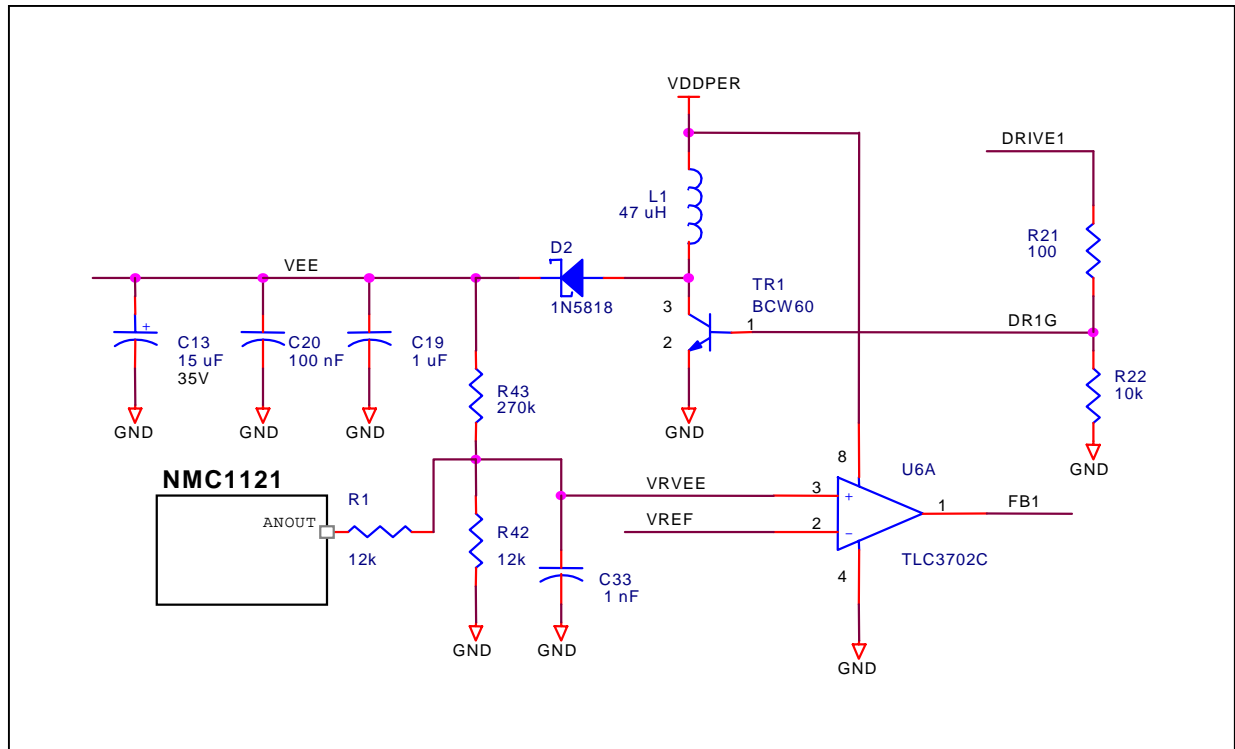 VDDPER
DRIVE1
L1
47 uH
R21
100
D2
VEE
1N5818
TR1
BCW60
3
1
2
DR1G
C13
15 uF
35V
+
C20
100 nF
C19
1 uF
R43
270k
R22
10k
GND
GND
GND
GND
GND
NMC1121
ANOUT
R1
12k
R42
12k
C33
1 nF
VRVEE
VREF
8
U6A
3
+
2
−
1
FB1
4
TLC3702C
GND
GND
GND